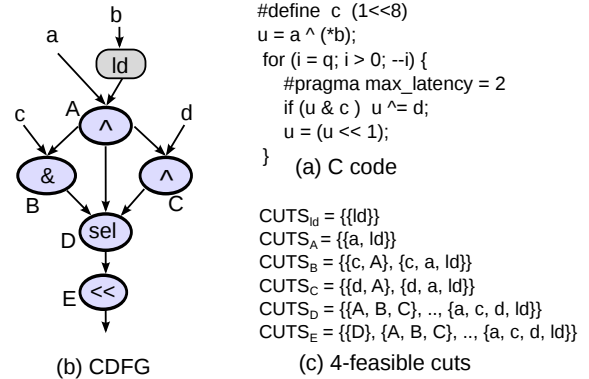 b
a
ld
A
^
c
d
&
^
B
C
D
sel
E
<<
(b) CDFG
#define c (1<<8)
u = a ^ (*b);
for (i = q; i > 0; --i) {
#pragma max_latency = 2
if (u & c ) u ^= d;
u = (u << 1);
}
(a) C code
CUTSld = {{ld}}
CUTSA = {{a, ld}}
CUTSB = {{c, A}, {c, a, ld}}
CUTSC = {{d, A}, {d, a, ld}}
CUTSD = {{A, B, C}, .., {a, c, d, ld}}
CUTSE = {{D}, {A, B, C}, .., {a, c, d, ld}}
(c) 4-feasible cuts